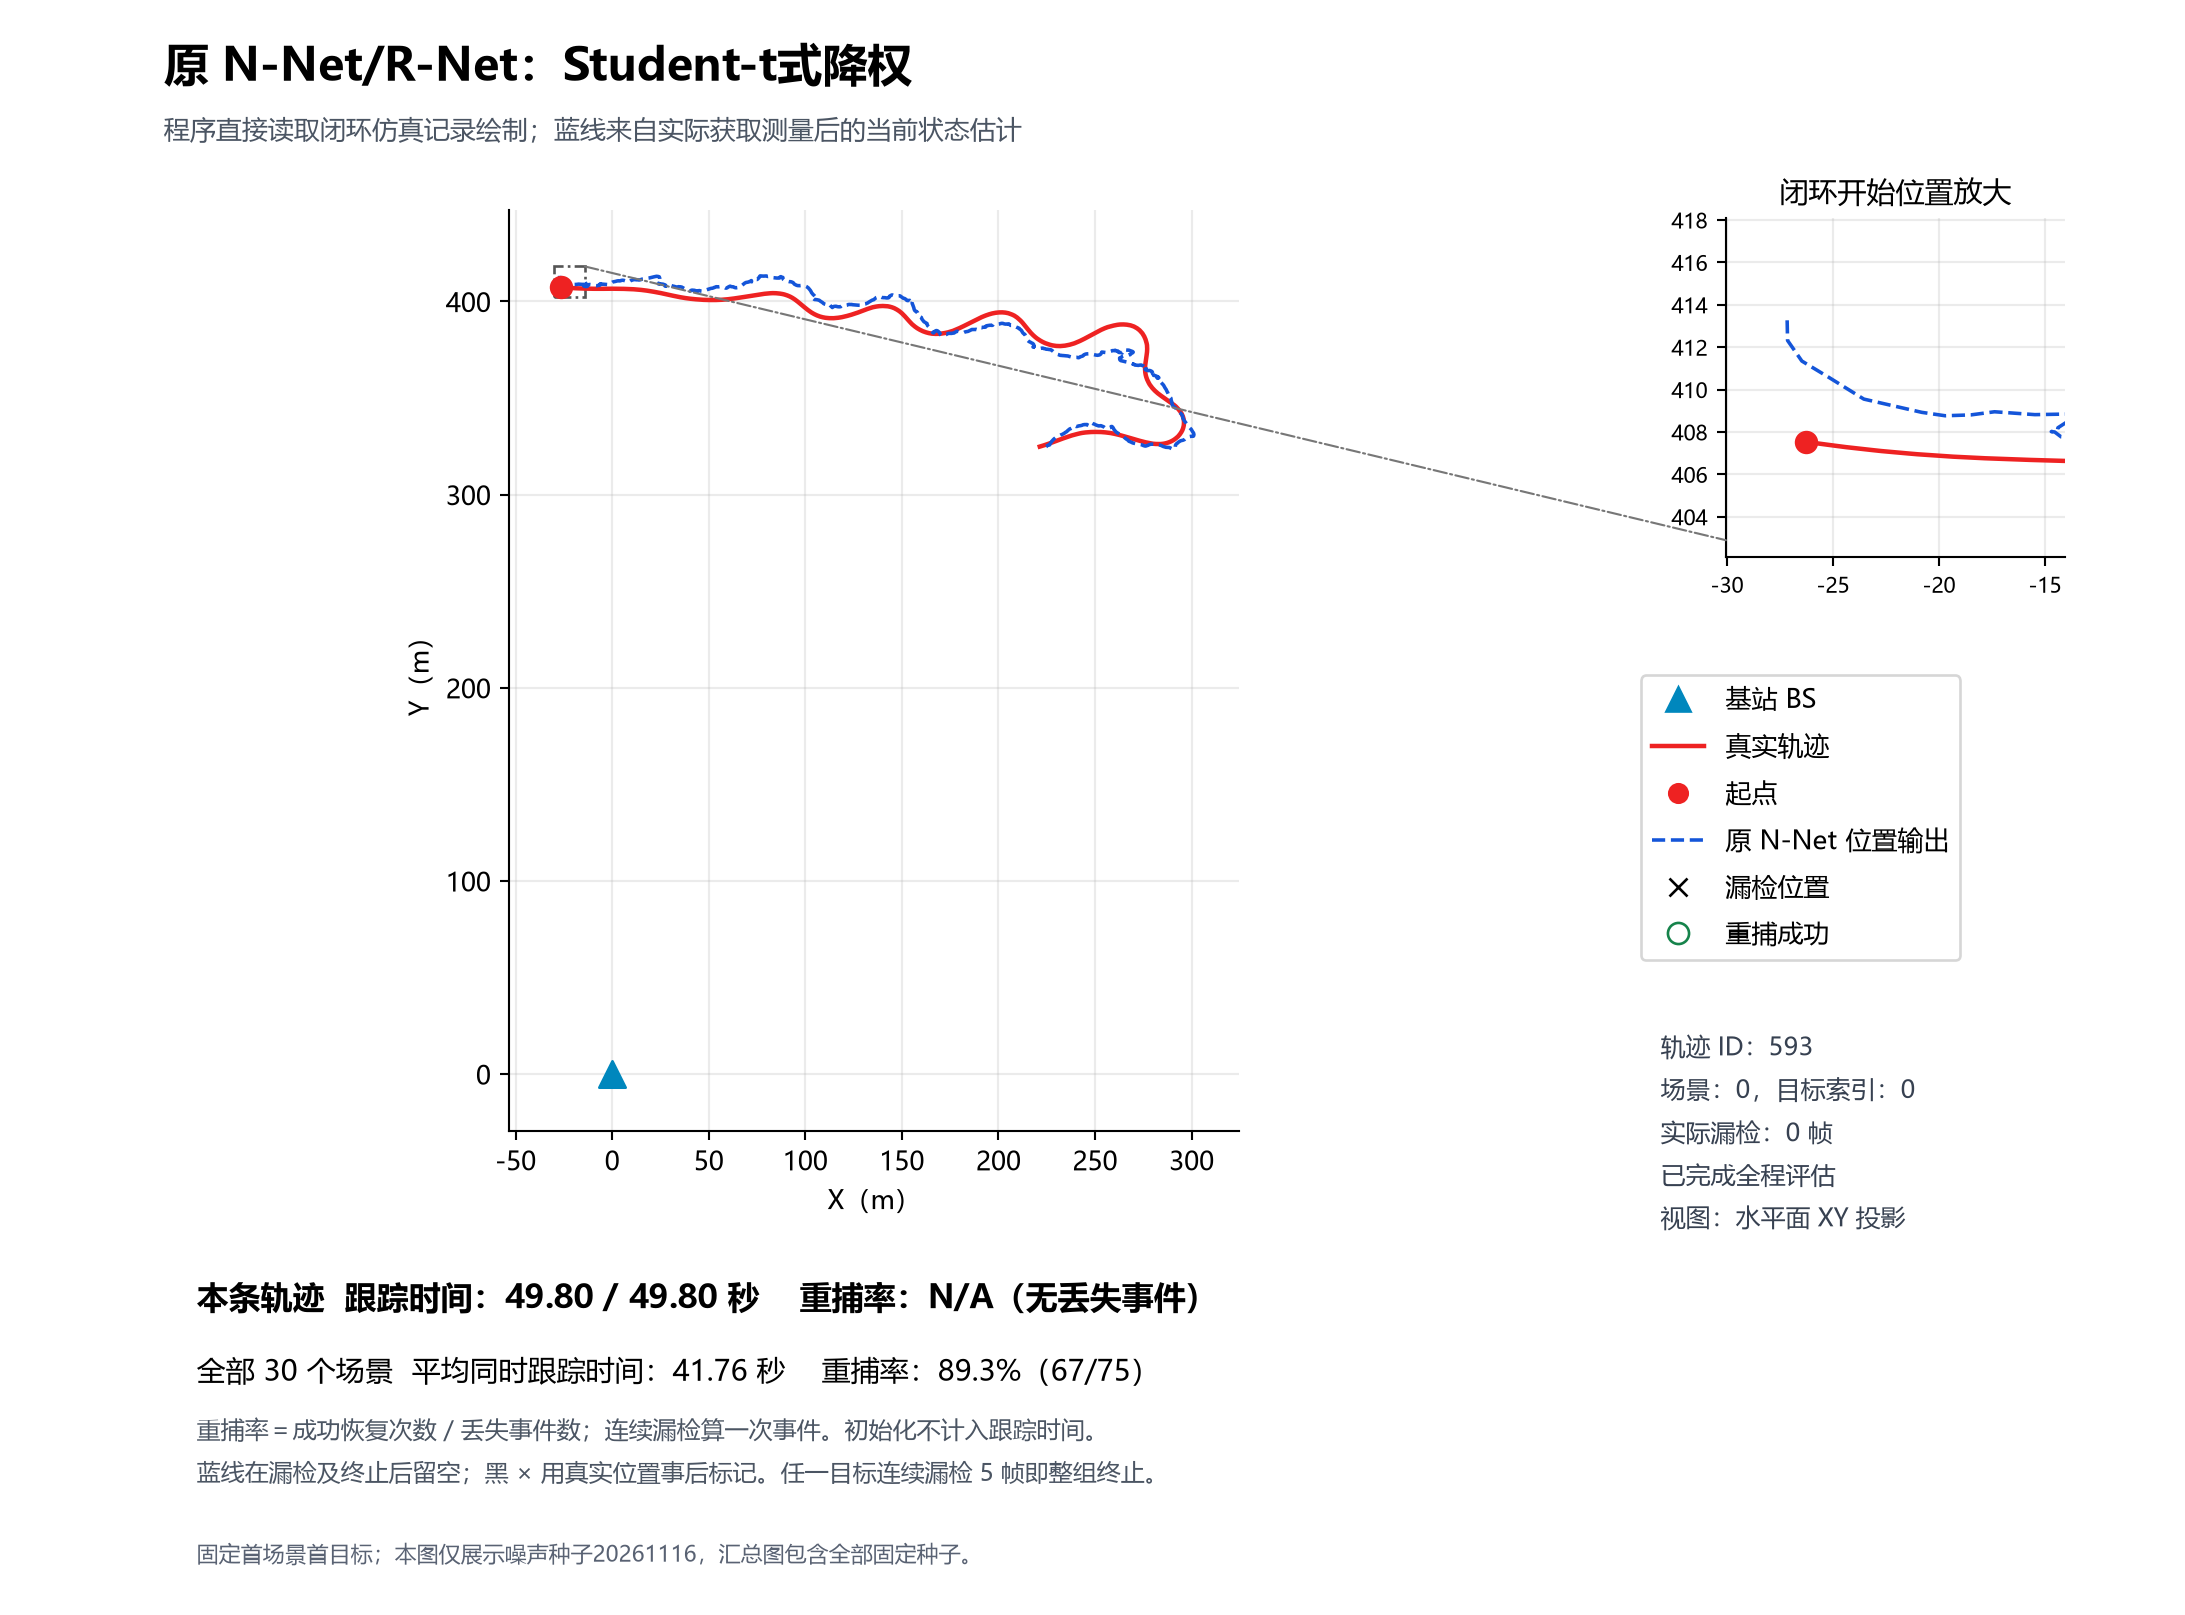 原 N-Net/R-Net：Student-t式降权
程序直接读取闭环仿真记录绘制；蓝线来自实际获取测量后的当前状态估计
闭环开始位置放大
418
416
414
412
410
408
406
404
-30 -25 -20 -15
400
300
200
100
0
Y（m）
-50 0 50 100 150 200 250 300
X（m）
基站 BS
真实轨迹
起点
原 N-Net 位置输出
漏检位置
重捕成功
轨迹 ID：593
场景：0，目标索引：0
实际漏检：0 帧
已完成全程评估
视图：水平面 XY 投影
本条轨迹 跟踪时间：49.80 / 49.80 秒 重捕率：N/A（无丢失事件）
全部 30 个场景 平均同时跟踪时间：41.76 秒 重捕率：89.3%（67/75）
重捕率＝成功恢复次数 / 丢失事件数；连续漏检算一次事件。初始化不计入跟踪时间。
蓝线在漏检及终止后留空；黑 × 用真实位置事后标记。任一目标连续漏检 5 帧即整组终止。
固定首场景首目标；本图仅展示噪声种子20261116，汇总图包含全部固定种子。